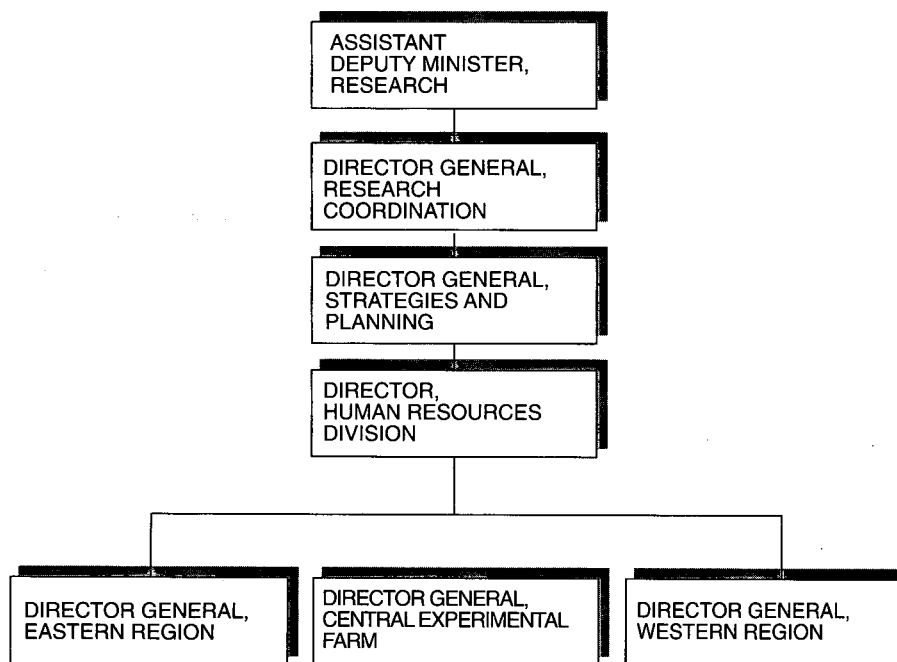 ASSISTANT
DEPUTY MINISTER,
RESEARCH
DIRECTOR GENERAL,
RESEARCH
COORDINATION
DIRECTOR GENERAL,
STRATEGIES AND
PLANNING
DIRECTOR,
HUMAN RESOURCES
DIVISION
DIRECTOR GENERAL,
EASTERN REGION
DIRECTOR GENERAL,
CENTRAL EXPERIMENTAL
FARM
DIRECTOR GENERAL,
WESTERN REGION